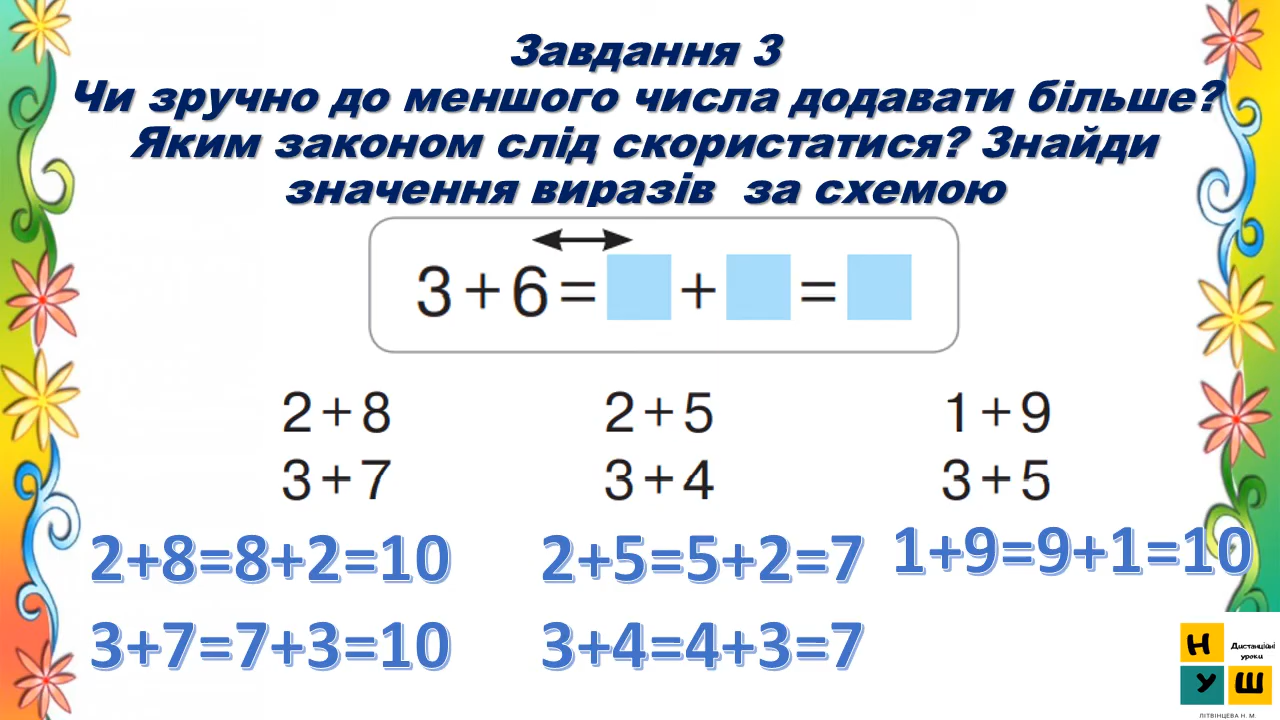 Завдання 3
Чи зручно до меншого числа додавати більше?
Яким законом слід скористатися? Знайди
значення виразів за схемою
3+6= + =
2+8 2+5 1+9
3+7 3+4 3+5
2+8=8+2=10 2+5=5+2=7 1+9=9+1=10
3+7=7+3=10 3+4=4+3=7
Н
У Ш
Дистанційні
уроки
ЛІТВІНЦЕВА Н. М.